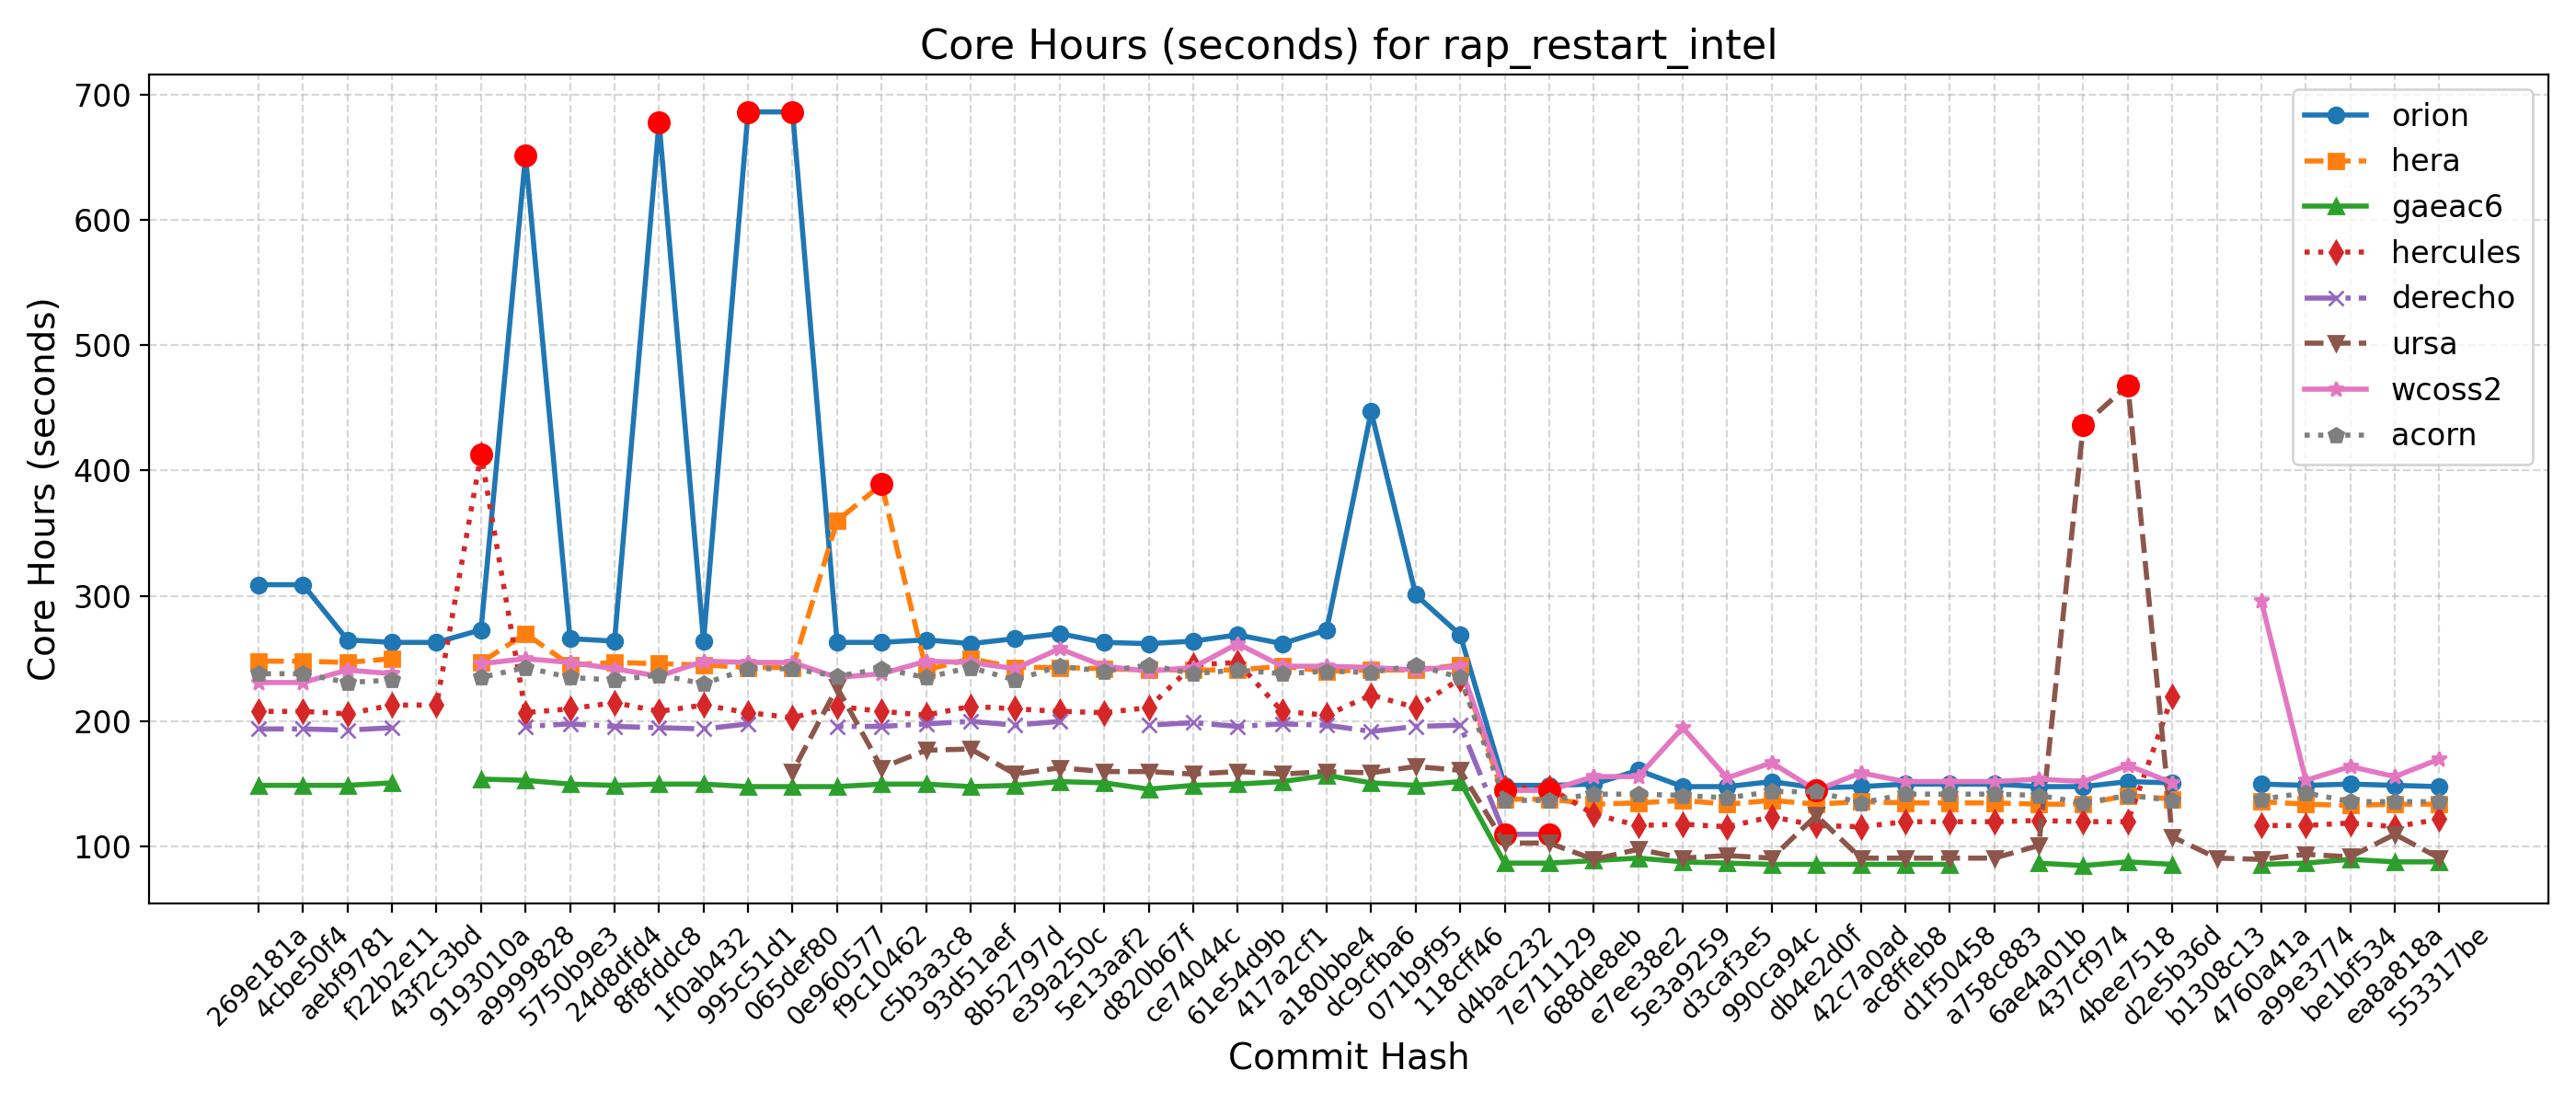 Core Hours (seconds) for rap_restart_intel
Core Hours (seconds)
700
600
500
400
300
200
100
orion
hera
gaeac6
hercules
derecho
ursa
wcoss2
acorn
269e181a
4cbe50f4
aebf9781
f22b2e11
43f2c3bd
9193010a
a9999828
5750b9e3
24d8dfd4
8f8fddc8
1f0ab432
995c51d1
065def80
0e960577
f9c10462
c5b3a3c8
93d51aef
8b52797d
e39a250c
5e13aaf2
d820b67f
ce74044c
61e54d9b
417a2cf1
a180bbe4
dc9cfba6
071b9f95
118cff46
d4bac232
7e711129
688de8eb
e7ee38e2
5e3a9259
d3caf3e5
990ca94c
db4e2d0f
42c7a0ad
ac8ffeb8
d1f50458
a758c883
6ae4a01b
437cf974
4bee7518
d2e5b36d
b1308c13
4760a41a
a99e3774
be1bf534
ea8a818a
553317be
Commit Hash